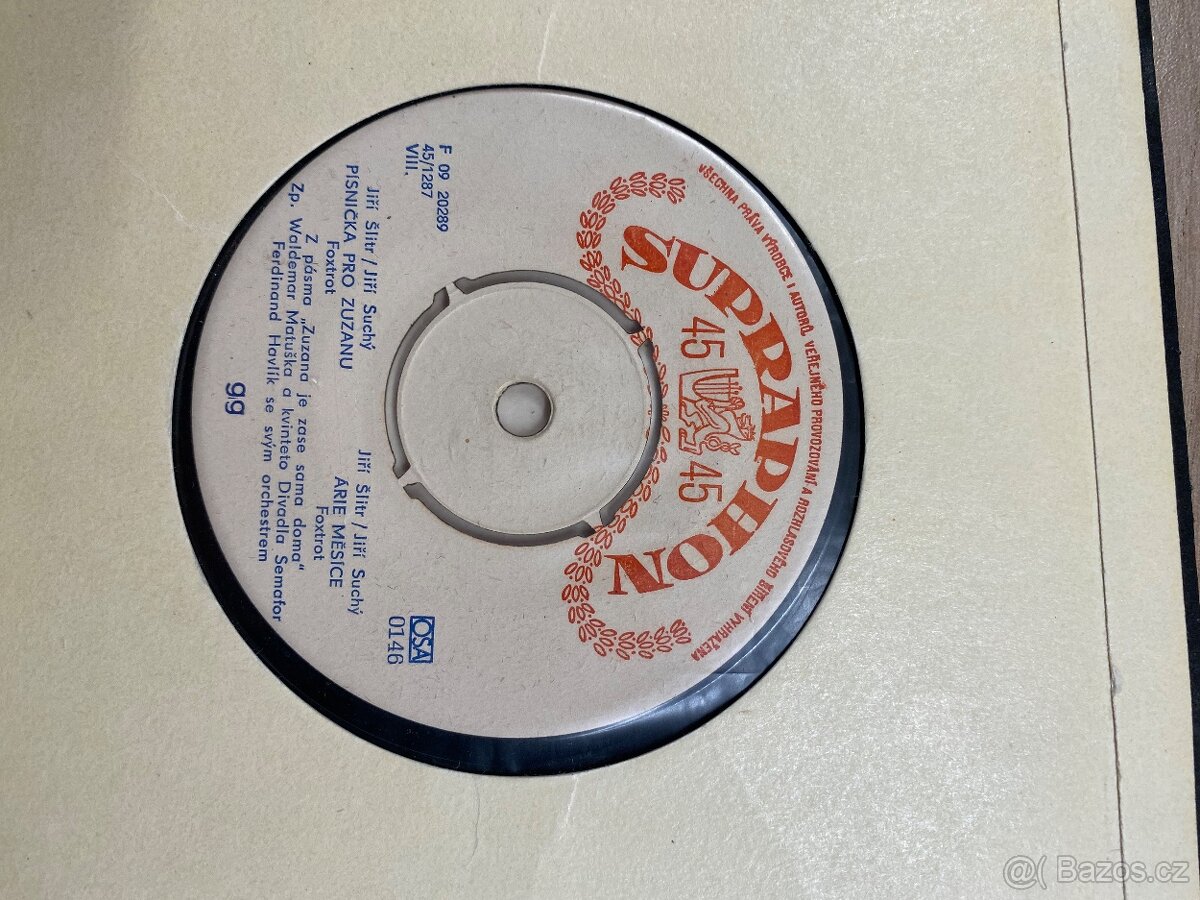 VŠECHNA PRÁVA VÝROBCE I AUTORŮ, VEŘEJNÉHO PROVOZOVÁNÍ A ROZHLASOVÉHO ŠÍŘENÍ VYHRAŽENA
SUPRAPHON
45 45
F 09 20289
45/1287
VIII.
OSA
0146
Jiří Šlitr/Jiří Suchý
PÍSNIČKA PRO ZUZANU
Foxtrot
Jiří Šlitr/Jiří Suchý
ÁRIE MĚSÍCE
Foxtrot
Z pásma „Zuzana je zase sama doma“
Zp. Waldemar Matuška a kvinteto Divadla Semafor
Ferdinand Havlík se svým orchestrem
gg
@( Bazos.cz